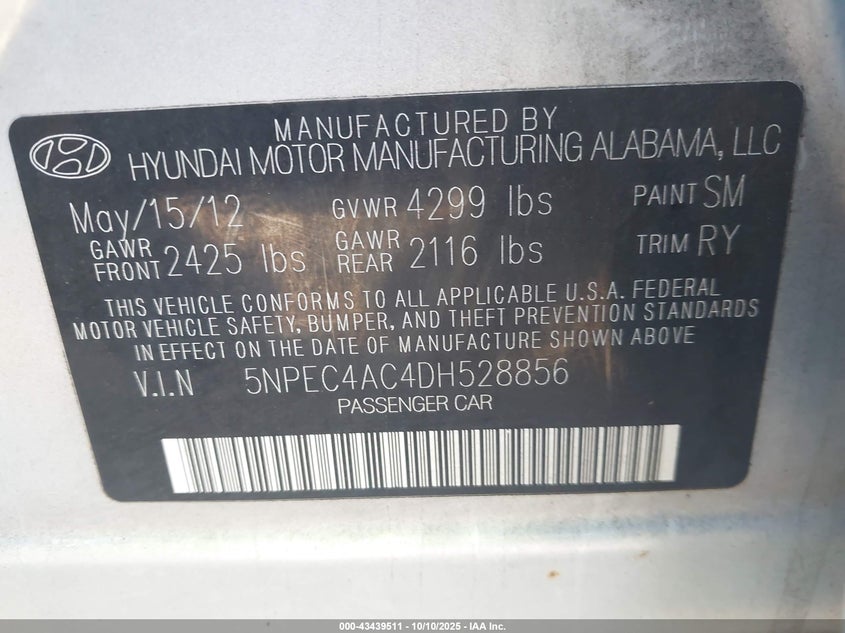 MANUFACTURED BY
HYUNDAI MOTOR MANUFACTURING ALABAMA, LLC
May/15/12 GVWR 4299 lbs PAINT SM
GAWR FRONT 2425 lbs GAWR REAR 2116 lbs TRIM RY
THIS VEHICLE CONFORMS TO ALL APPLICABLE U.S.A. FEDERAL
MOTOR VEHICLE SAFETY, BUMPER, AND THEFT PREVENTION STANDARDS
IN EFFECT ON THE DATE OF MANUFACTURE SHOWN ABOVE
V.I.N 5NPEC4AC4DH528856
PASSENGER CAR
000-43439511 - 10/10/2025 - IAA Inc.